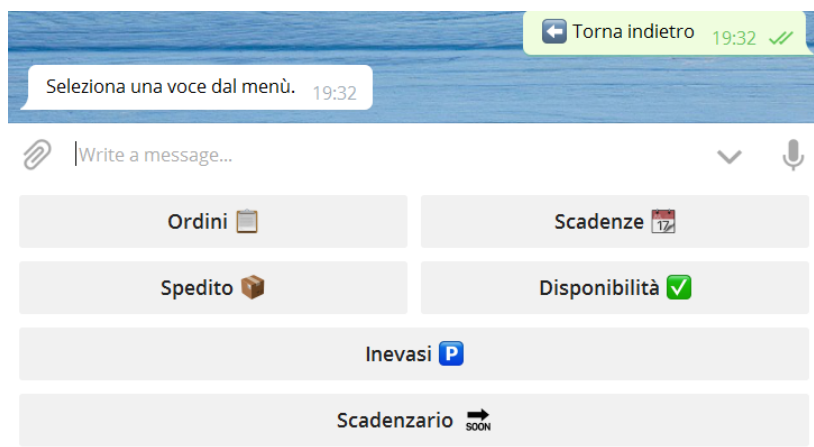 ⬅️ Torna indietro 19:32
Seleziona una voce dal menù. 19:32
Write a message...
Ordini 📋
Scadenze 📆
Spedito 📦
Disponibilità ✅
Inevasi 🅿️
Scadenzario 🔜